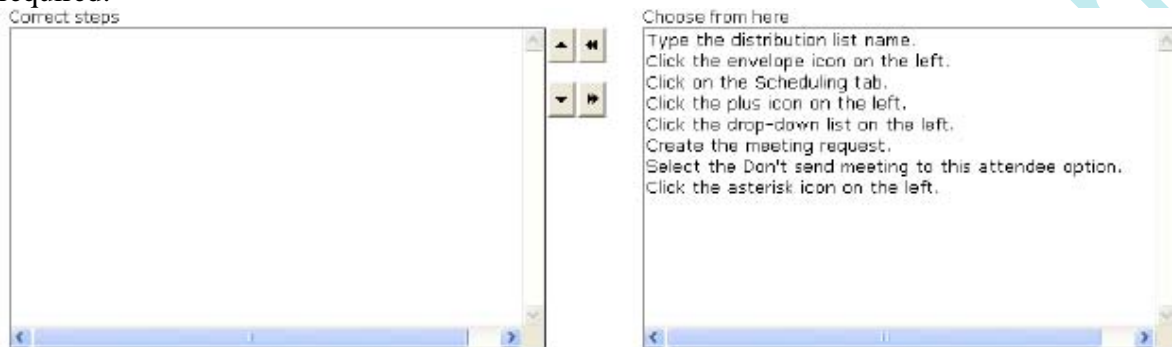 required.
Correct steps
Choose from here
Type the distribution list name.
Click the envelope icon on the left.
Click on the Scheduling tab.
Click the plus icon on the left.
Click the drop-down list on the left.
Create the meeting request.
Select the Don't send meeting to this attendee option.
Click the asterisk icon on the left.